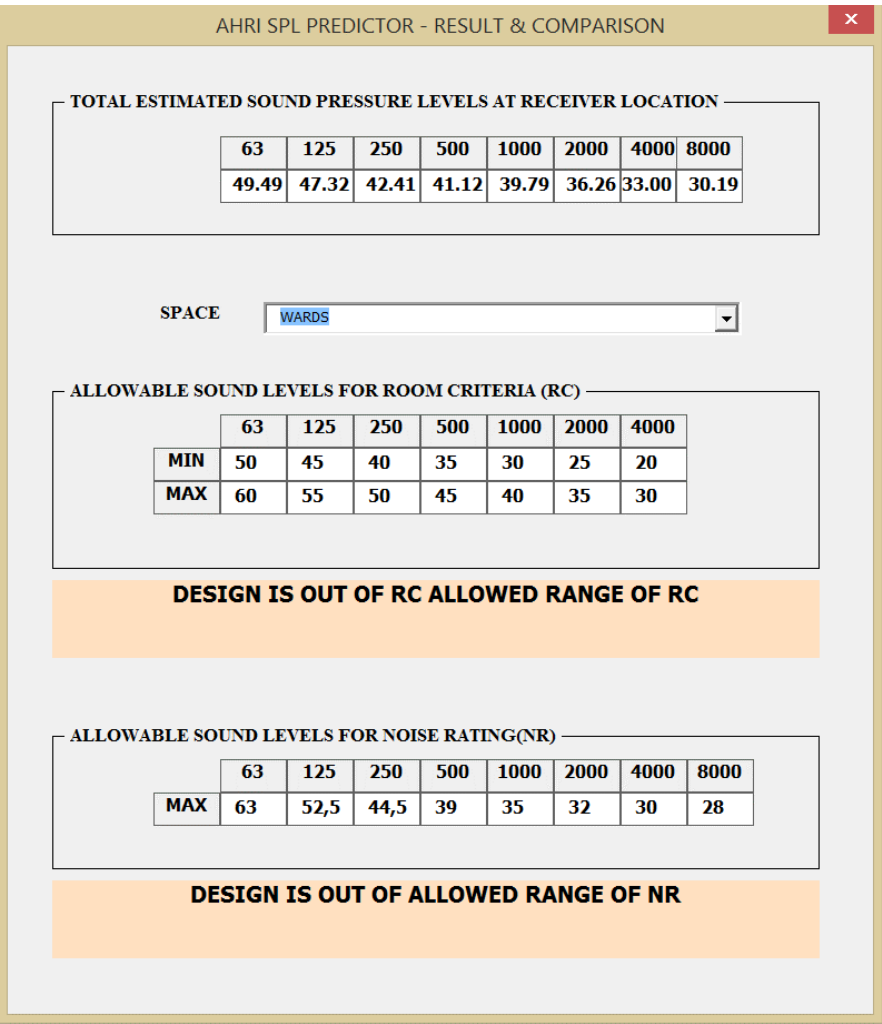 AHRI SPL PREDICTOR - RESULT & COMPARISON
TOTAL ESTIMATED SOUND PRESSURE LEVELS AT RECEIVER LOCATION
63 125 250 500 1000 2000 4000 8000
49.49 47.32 42.41 41.12 39.79 36.26 33.00 30.19
SPACE WARDS
ALLOWABLE SOUND LEVELS FOR ROOM CRITERIA (RC)
63 125 250 500 1000 2000 4000
MIN 50 45 40 35 30 25 20
MAX 60 55 50 45 40 35 30
DESIGN IS OUT OF RC ALLOWED RANGE OF RC
ALLOWABLE SOUND LEVELS FOR NOISE RATING(NR)
63 125 250 500 1000 2000 4000 8000
MAX 63 52,5 44,5 39 35 32 30 28
DESIGN IS OUT OF ALLOWED RANGE OF NR